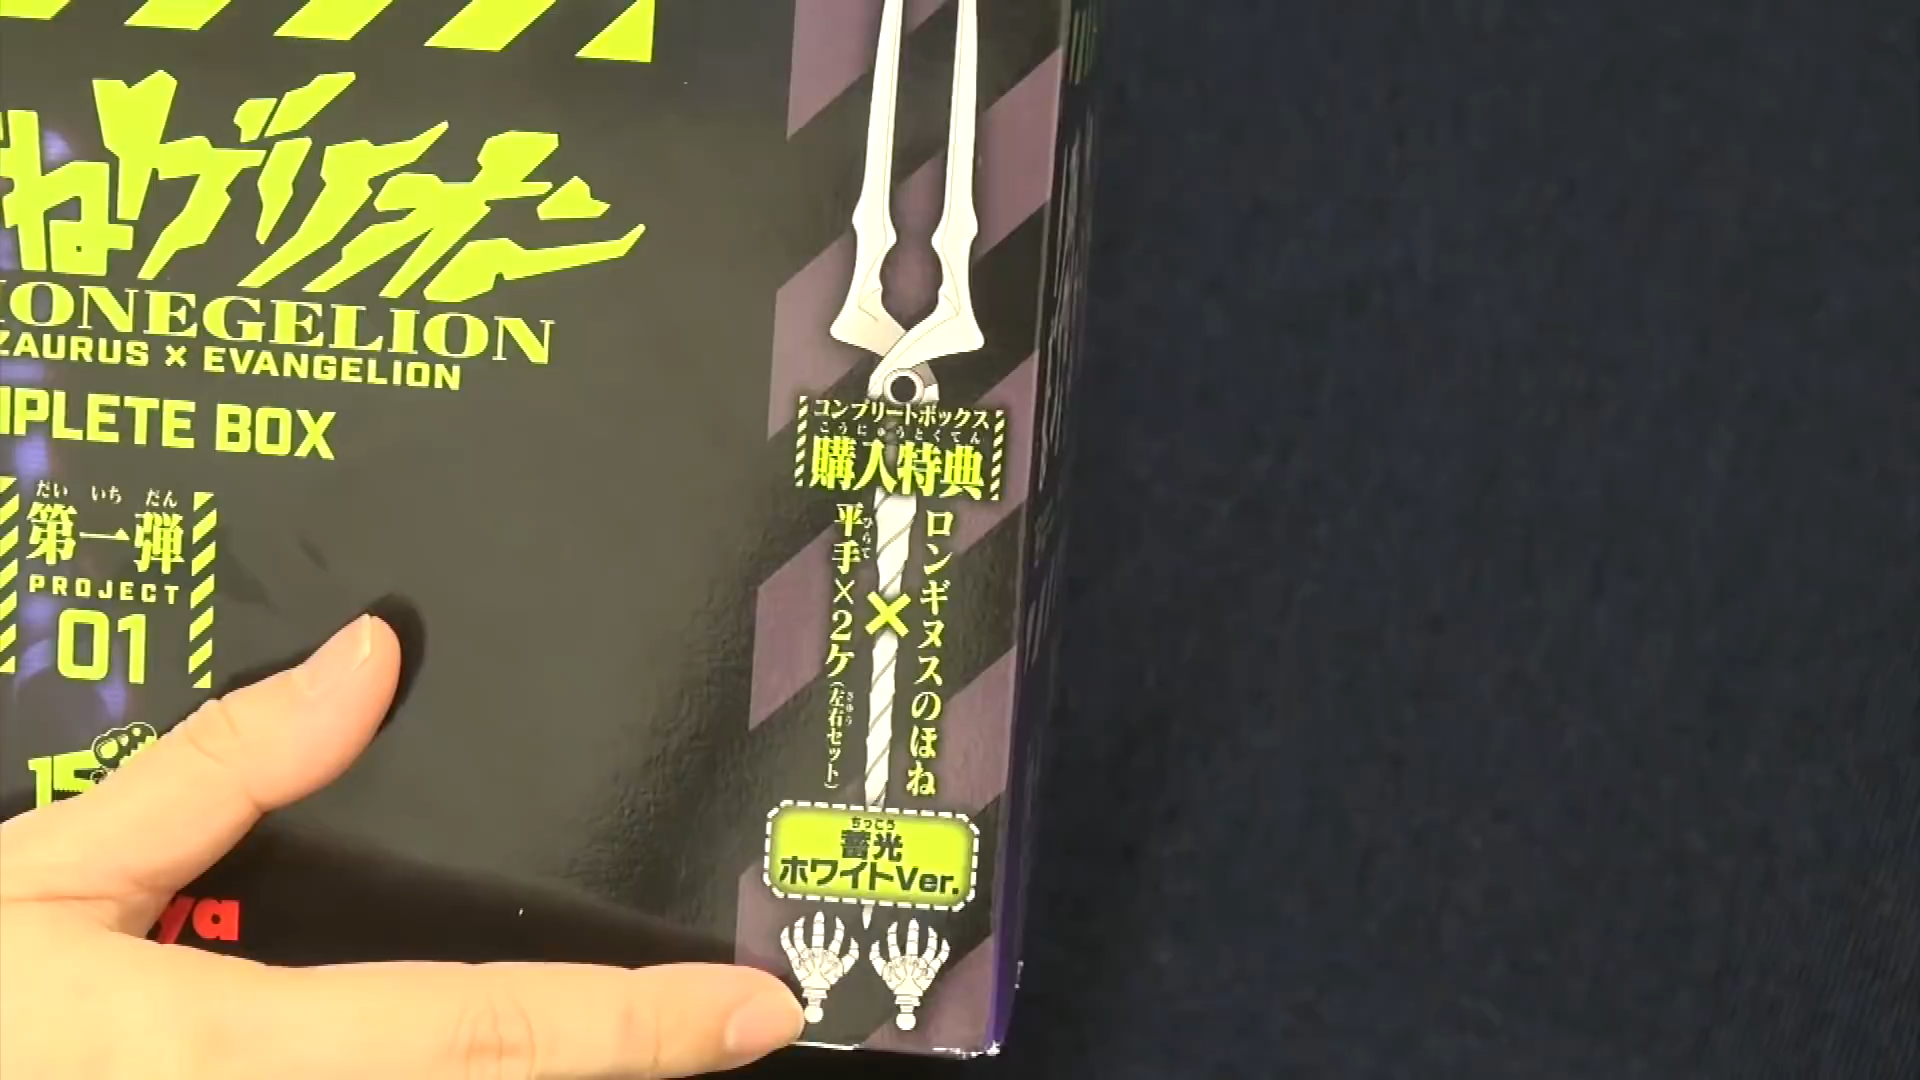 ねゲリオン
HONEGELION
ZAURUS × EVANGELION
MPLETE BOX
だい いち だん
第一弾
PROJECT
01
15
ya
コンプリートボックス
こうにゅうとくてん
購入特典
ロンギヌスのほね
×
ひらて
平手×2ケ
さゆう
(左右セット)
ちっこう
蓄光
ホワイトVer.